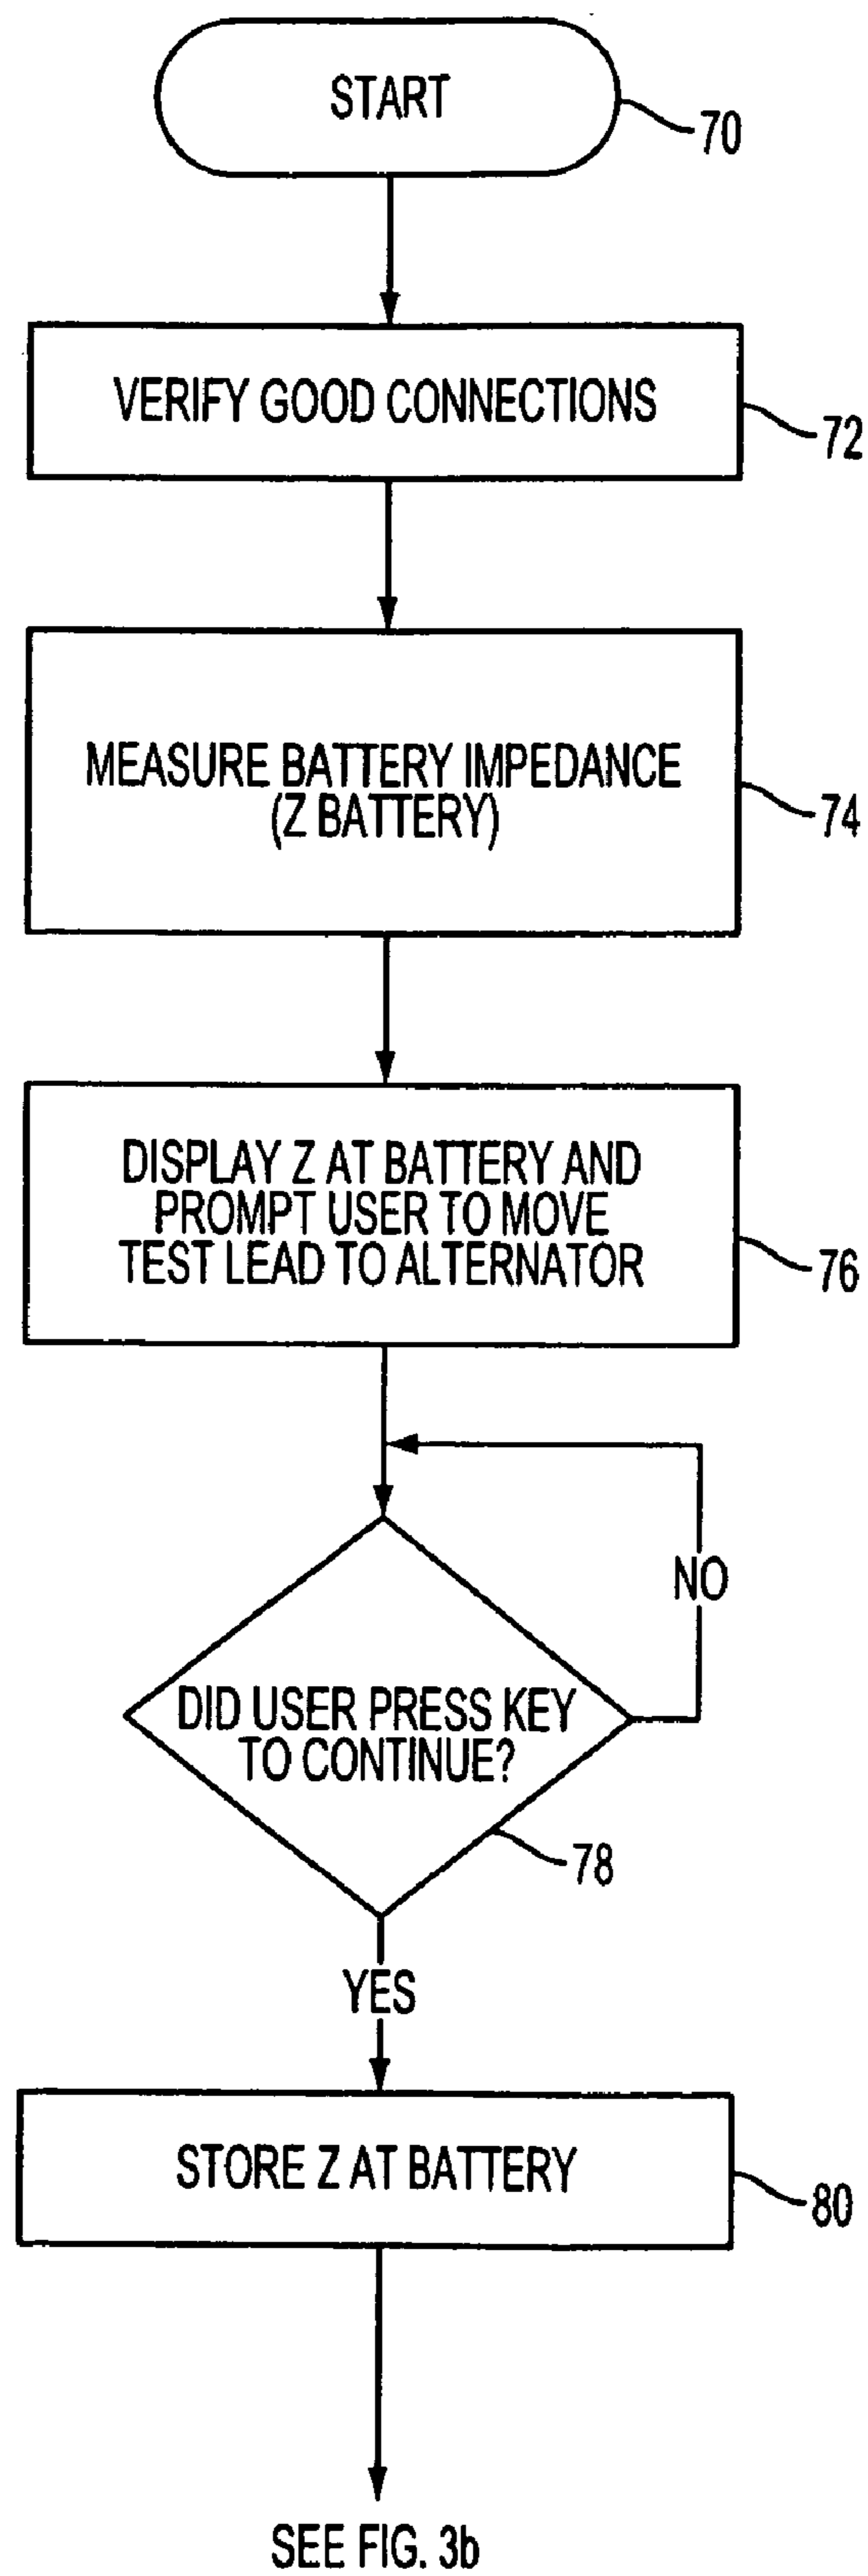 START
70
VERIFY GOOD CONNECTIONS
72
MEASURE BATTERY IMPEDANCE
(Z BATTERY)
74
DISPLAY Z AT BATTERY AND
PROMPT USER TO MOVE
TEST LEAD TO ALTERNATOR
76
NO
DID USER PRESS KEY
TO CONTINUE?
78
YES
STORE Z AT BATTERY
80
SEE FIG. 3b